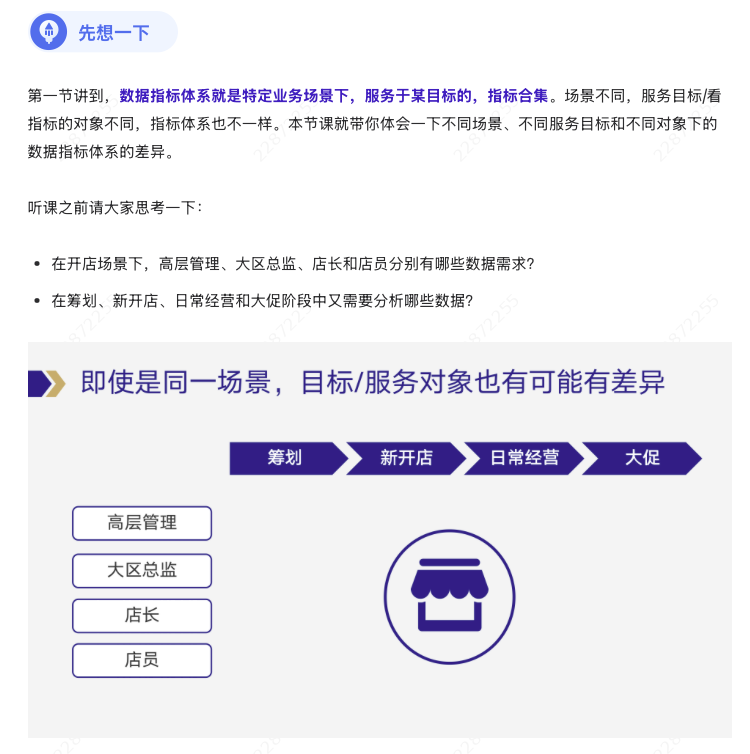 先想一下
第一节讲到，数据指标体系就是特定业务场景下，服务于某目标的，指标合集。场景不同，服务目标/看
指标的对象不同，指标体系也不一样。本节课就带你体会一下不同场景、不同服务目标和不同对象下的
数据指标体系的差异。
听课之前请大家思考一下：
在开店场景下，高层管理、大区总监、店长和店员分别有哪些数据需求？
在筹划、新开店、日常经营和大促阶段中又需要分析哪些数据？
即使是同一场景，目标/服务对象也有可能有差异
筹划 新开店 日常经营 大促
高层管理
大区总监
店长
店员